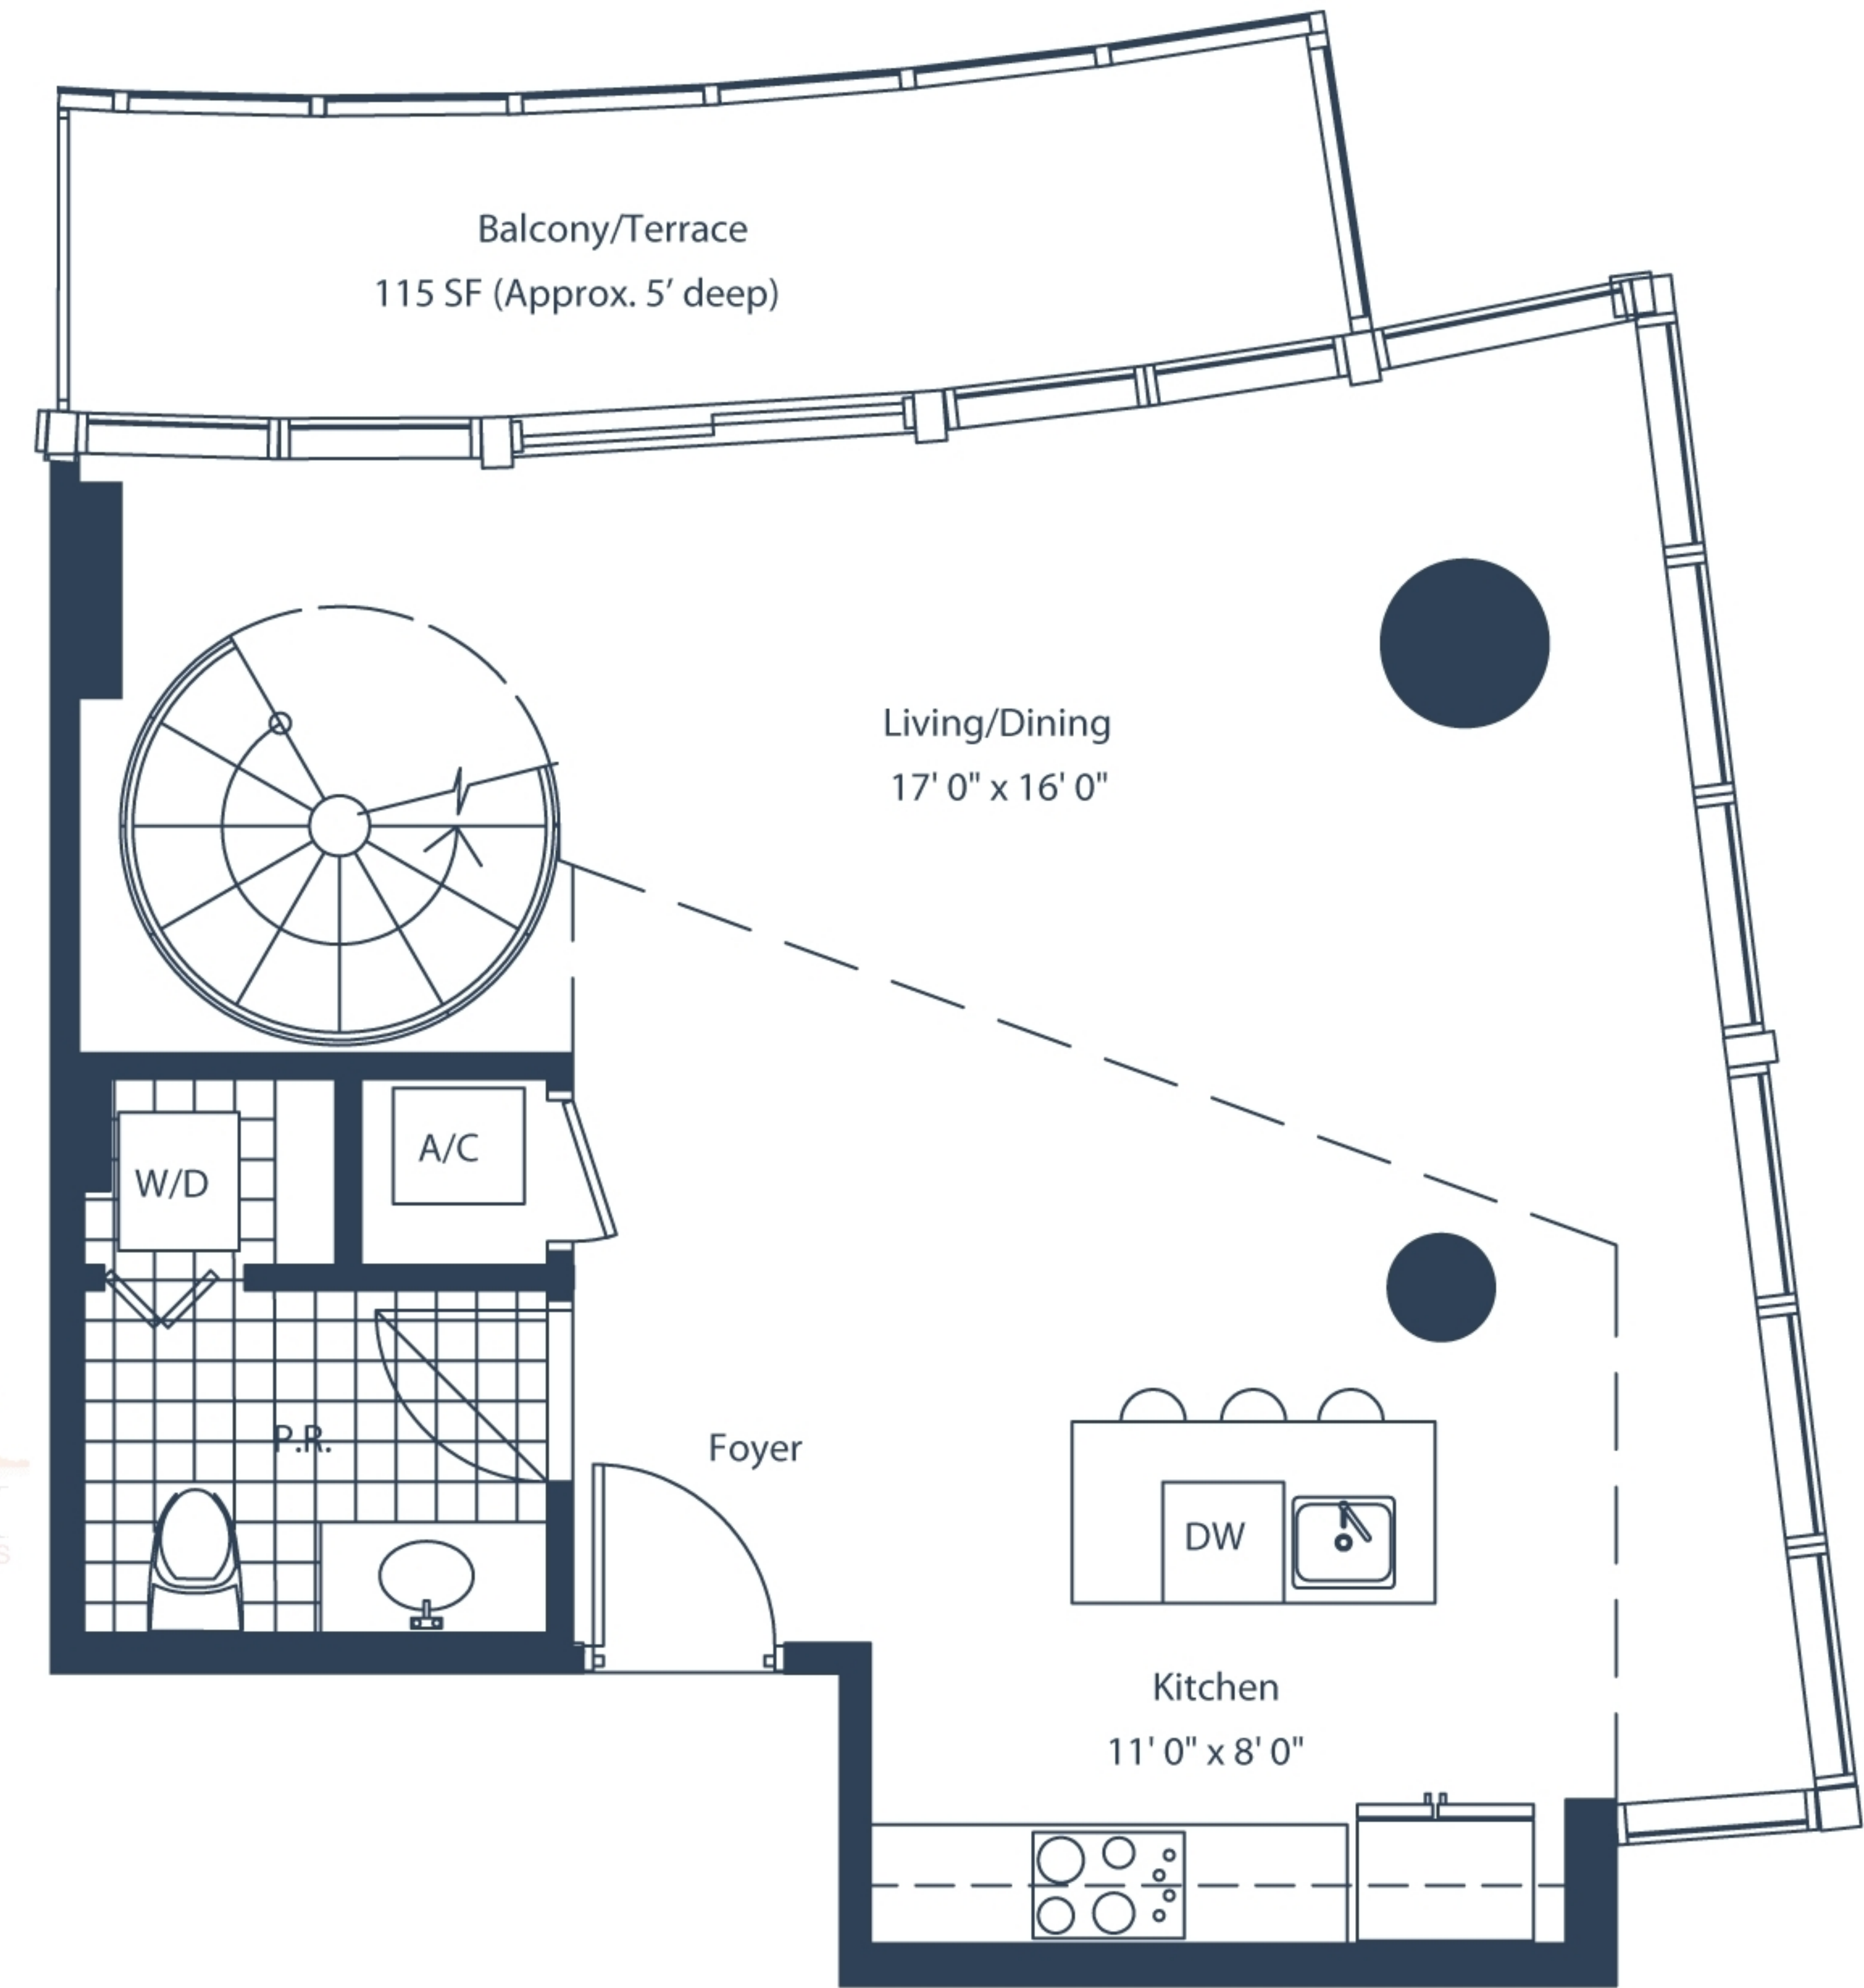 Balcony/Terrace
115 SF (Approx. 5’ deep)
Living/Dining
17' 0" x 16' 0"
A/C
W/D
P.R.
Foyer
DW
Kitchen
11' 0" x 8' 0"